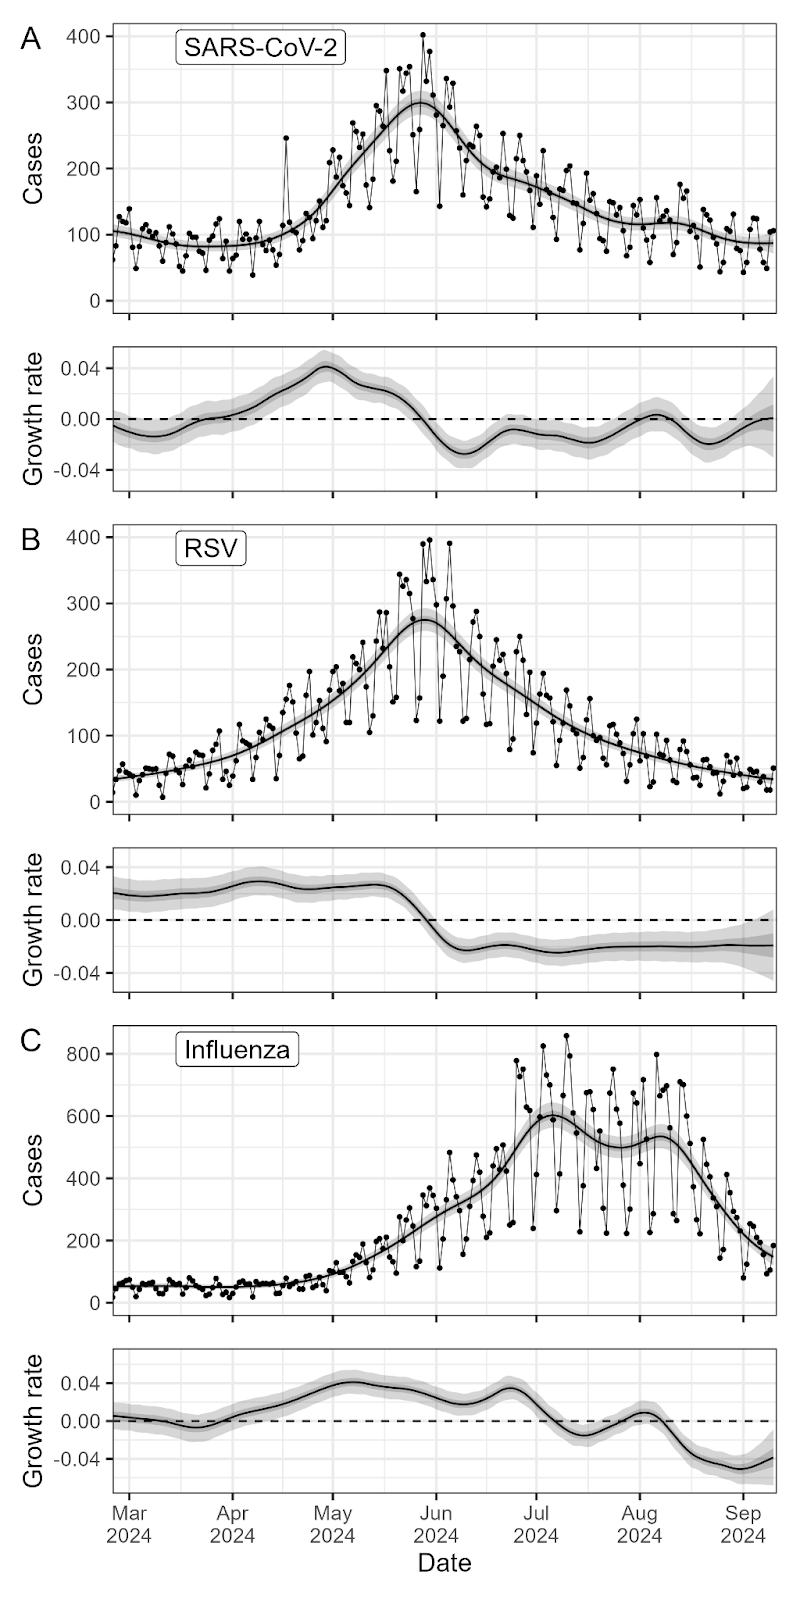 A
SARS-CoV-2
Cases
400
300
200
100
0
Growth rate
0.04
0.00
-0.04
B
RSV
Cases
400
300
200
100
0
Growth rate
0.04
0.00
-0.04
C
Influenza
Cases
800
600
400
200
0
Growth rate
0.04
0.00
-0.04
Mar Apr May Jun Jul Aug Sep
2024 2024 2024 2024 2024 2024 2024
Date